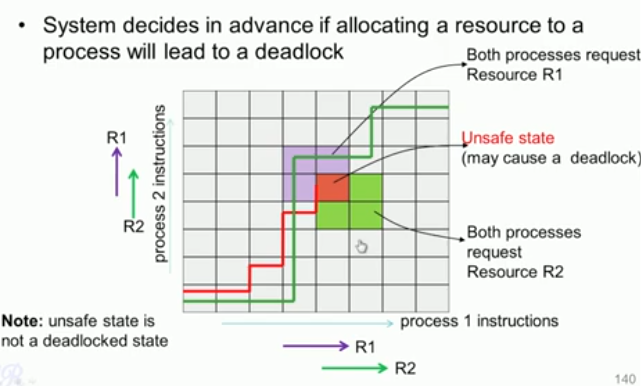 • System decides in advance if allocating a resource to a
process will lead to a deadlock
Both processes request
Resource R1
Unsafe state
(may cause a deadlock)
Both processes
request
Resource R2
R1
R2
process 2 instructions
process 1 instructions
R1
R2
Note: unsafe state is
not a deadlocked state
140